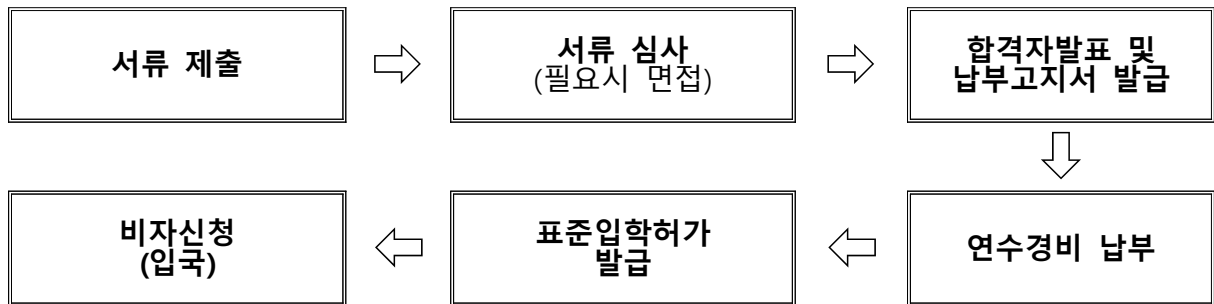 서류 제출
서류 심사
(필요시 면접)
합격자발표 및
납부고지서 발급
연수경비 납부
표준입학허가
발급
비자신청
(입국)